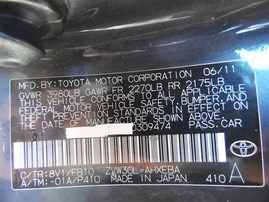 MFD.BY:TOYOTA MOTOR CORPORATION 06/11
GVWR 3980LB GAWR FR 2270LB RR 2175LB
THIS VEHICLE CONFORMS TO ALL APPLICABLE
FEDERAL MOTOR VEHICLE SAFETY, BUMPER, AND
THEFT PREVENTION STANDARDS IN EFFECT ON THE
DATE OF MANUFACTURE SHOWN ABOVE.
0309474 PASS.CAR
C/TR:8V1/FB10 ZVW30L-AHXEBA
A/TM:-01A/P410 MADE IN JAPAN 410 A
TOYOTA